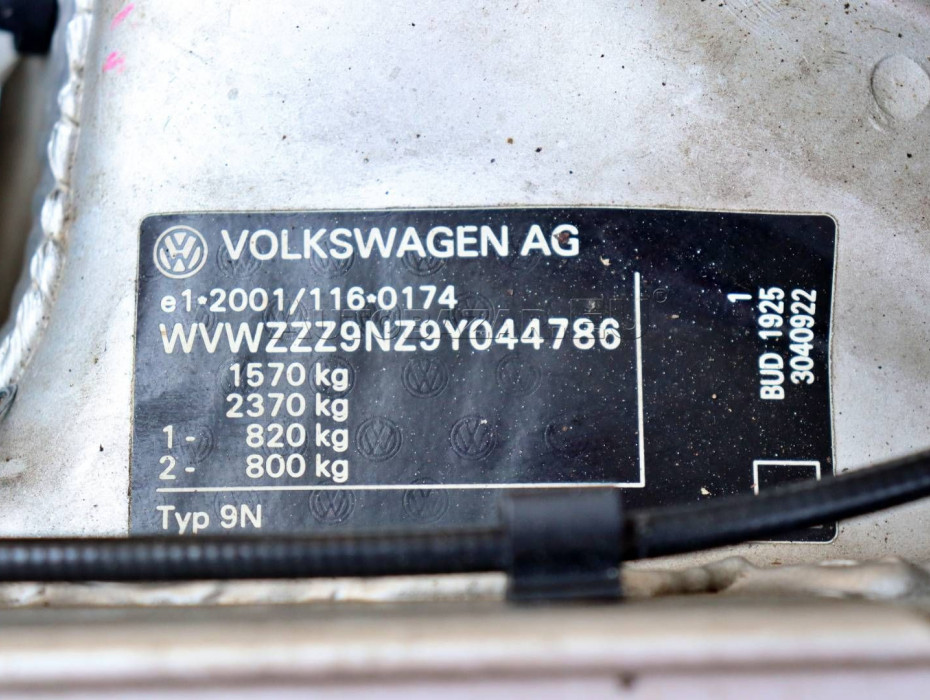 VOLKSWAGEN AG
e1*2001/116*0174
WVWZZZ9NZ9Y044786
1570 kg
2370 kg
1- 820 kg
2- 800 kg
Typ 9N
1
BUD 1925
3040922